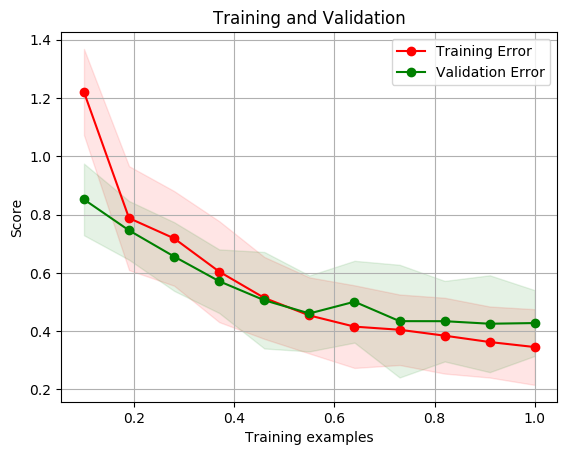 Training and Validation
1.4
1.2
1.0
0.8
0.6
0.4
0.2
Score
Training Error
Validation Error
0.2 0.4 0.6 0.8 1.0
Training examples